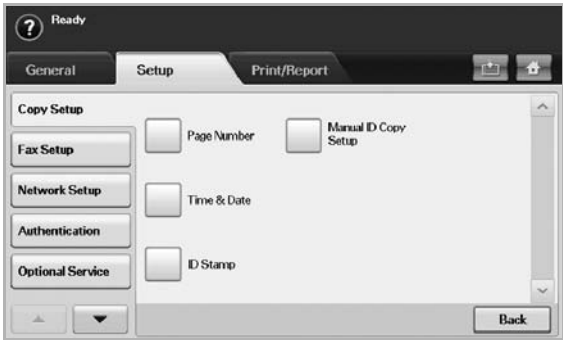 ?
Ready
General
Setup
Print/Report
Copy Setup
Fax Setup
Network Setup
Authentication
Optional Service
Page Number
Manual ID Copy
Setup
Time & Date
ID Stamp
Back